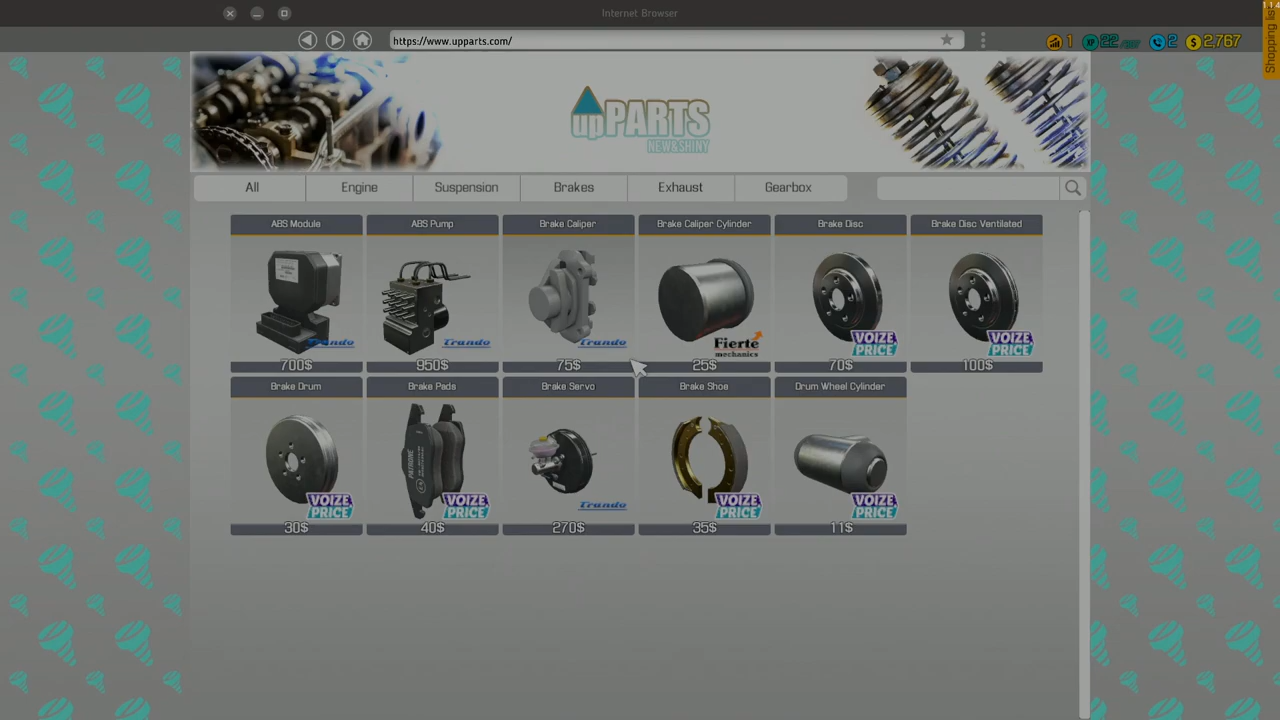 Internet Browser
https://www.upparts.com/
1 22 2 $ 2,767
Shopping list
114
upPARTS
NEW&SHINY
All Engine Suspension Brakes Exhaust Gearbox
ABS Module ABS Pump Brake Caliper Brake Caliper Cylinder Brake Disc Brake Disc Ventilated
Trando Trando Trando Fierté mechanics VOIZE PRICE VOIZE PRICE
700$ 950$ 75$ 25$ 70$ 100$
Brake Drum Brake Pads Brake Servo Brake Shoe Drum Wheel Cylinder
VOIZE PRICE VOIZE PRICE Trando VOIZE PRICE VOIZE PRICE
30$ 40$ 270$ 35$ 11$